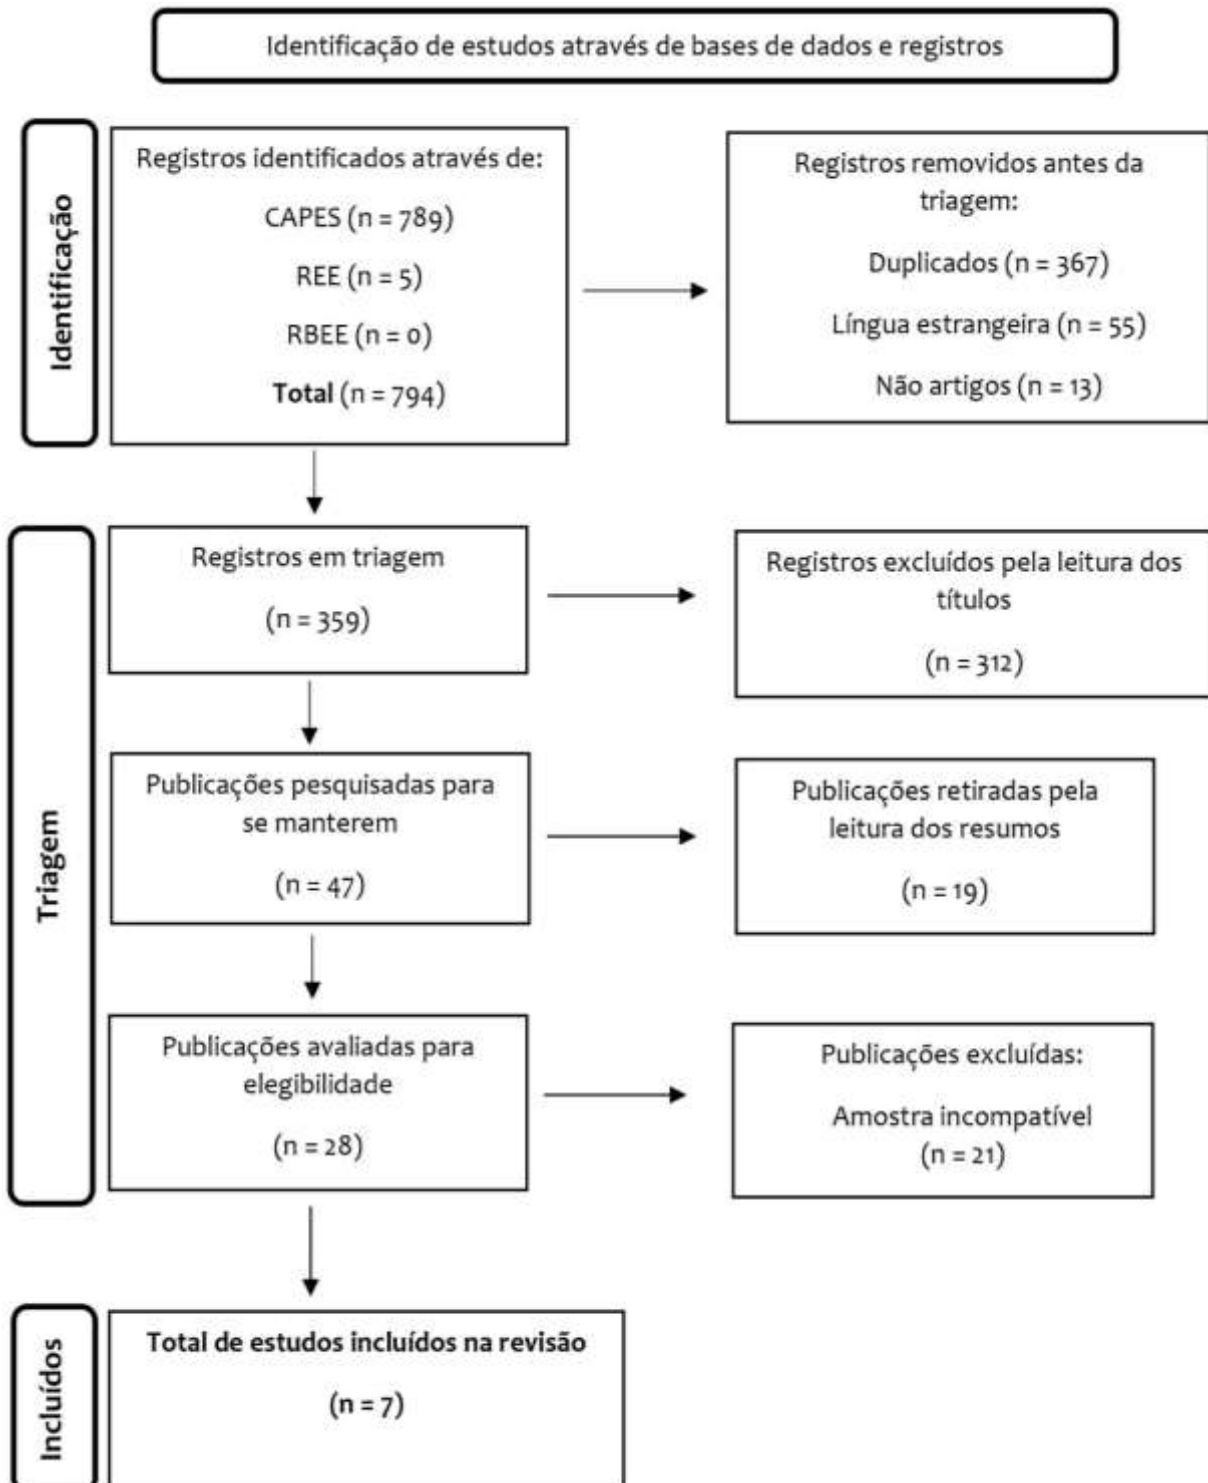 Identificação de estudos através de bases de dados e registros
Identificação
Registros identificados através de:
CAPES (n = 789)
REE (n = 5)
RBEE (n = 0)
Total (n = 794)
Registros removidos antes da
triagem:
Duplicados (n = 367)
Língua estrangeira (n = 55)
Não artigos (n = 13)
Triagem
Registros em triagem
(n = 359)
Registros excluídos pela leitura dos
títulos
(n = 312)
Publicações pesquisadas para
se manterem
(n = 47)
Publicações retiradas pela
leitura dos resumos
(n = 19)
Publicações avaliadas para
elegibilidade
(n = 28)
Publicações excluídas:
Amostra incompatível
(n = 21)
Incluídos
Total de estudos incluídos na revisão
(n = 7)